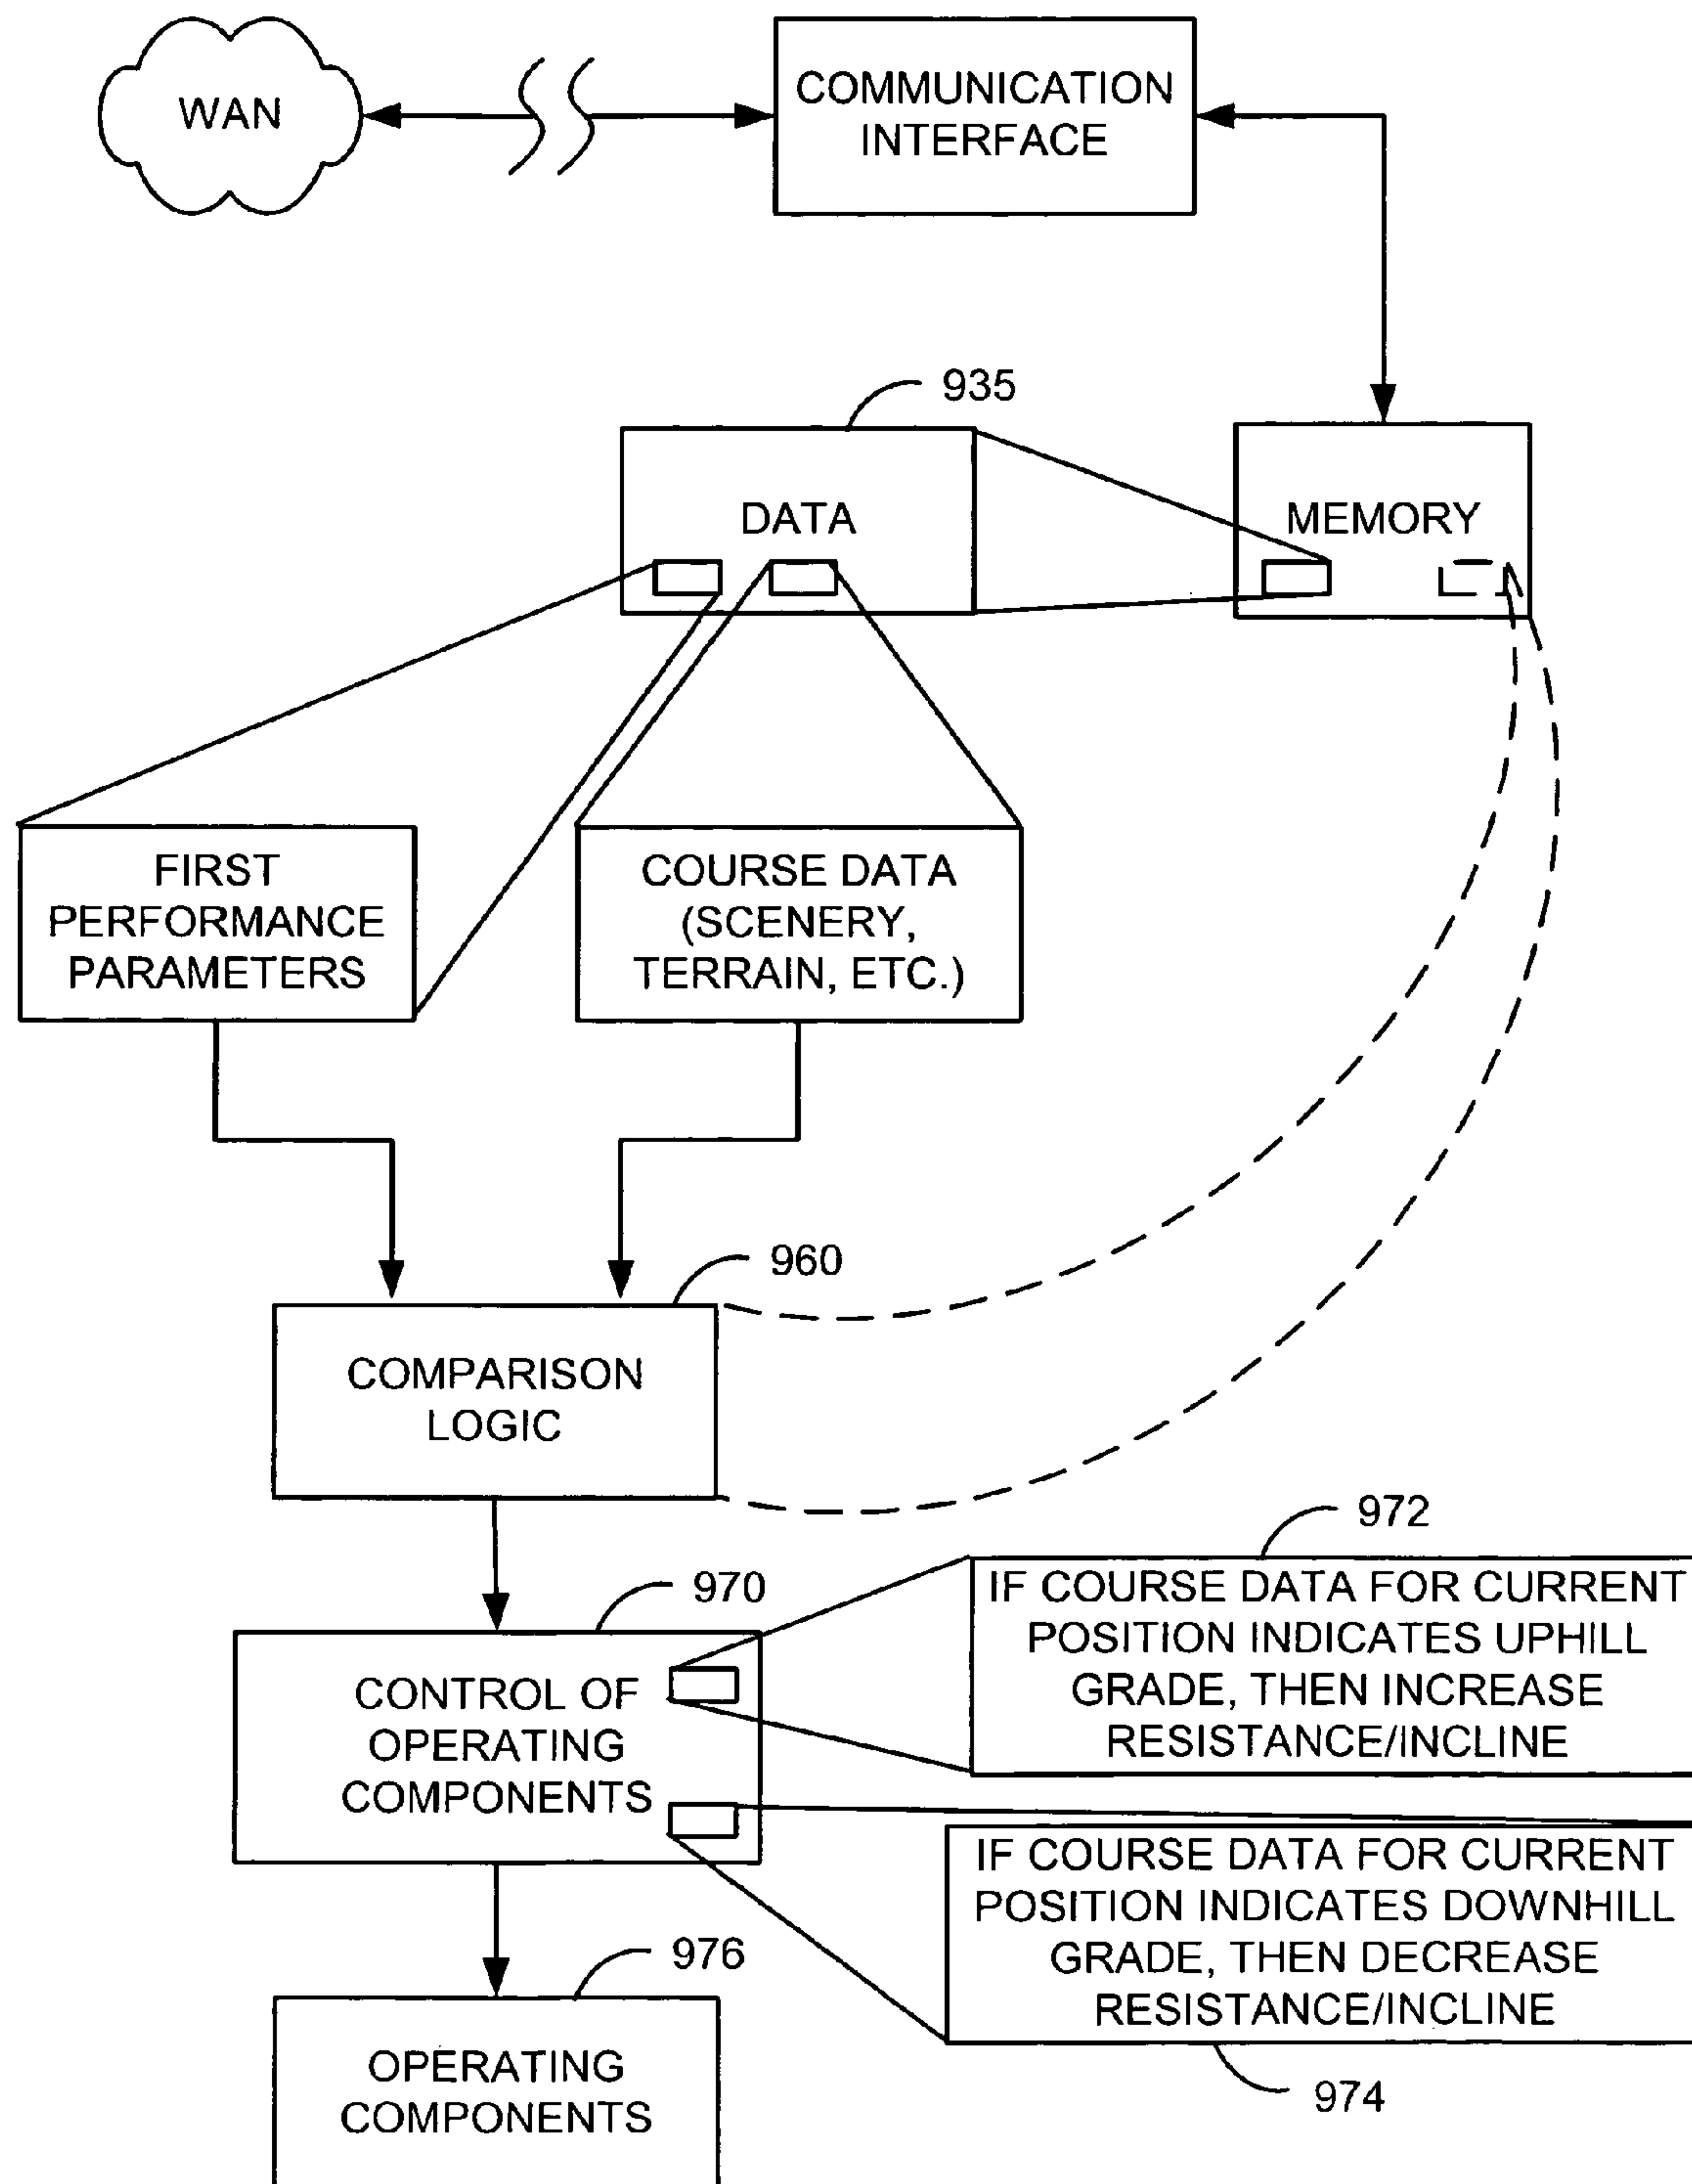 WAN
COMMUNICATION
INTERFACE
935
DATA
MEMORY
FIRST
PERFORMANCE
PARAMETERS
COURSE DATA
(SCENERY,
TERRAIN, ETC.)
960
COMPARISON
LOGIC
972
IF COURSE DATA FOR CURRENT
POSITION INDICATES UPHILL
GRADE, THEN INCREASE
RESISTANCE/INCLINE
970
CONTROL OF
OPERATING
COMPONENTS
IF COURSE DATA FOR CURRENT
POSITION INDICATES DOWNHILL
GRADE, THEN DECREASE
RESISTANCE/INCLINE
974
976
OPERATING
COMPONENTS